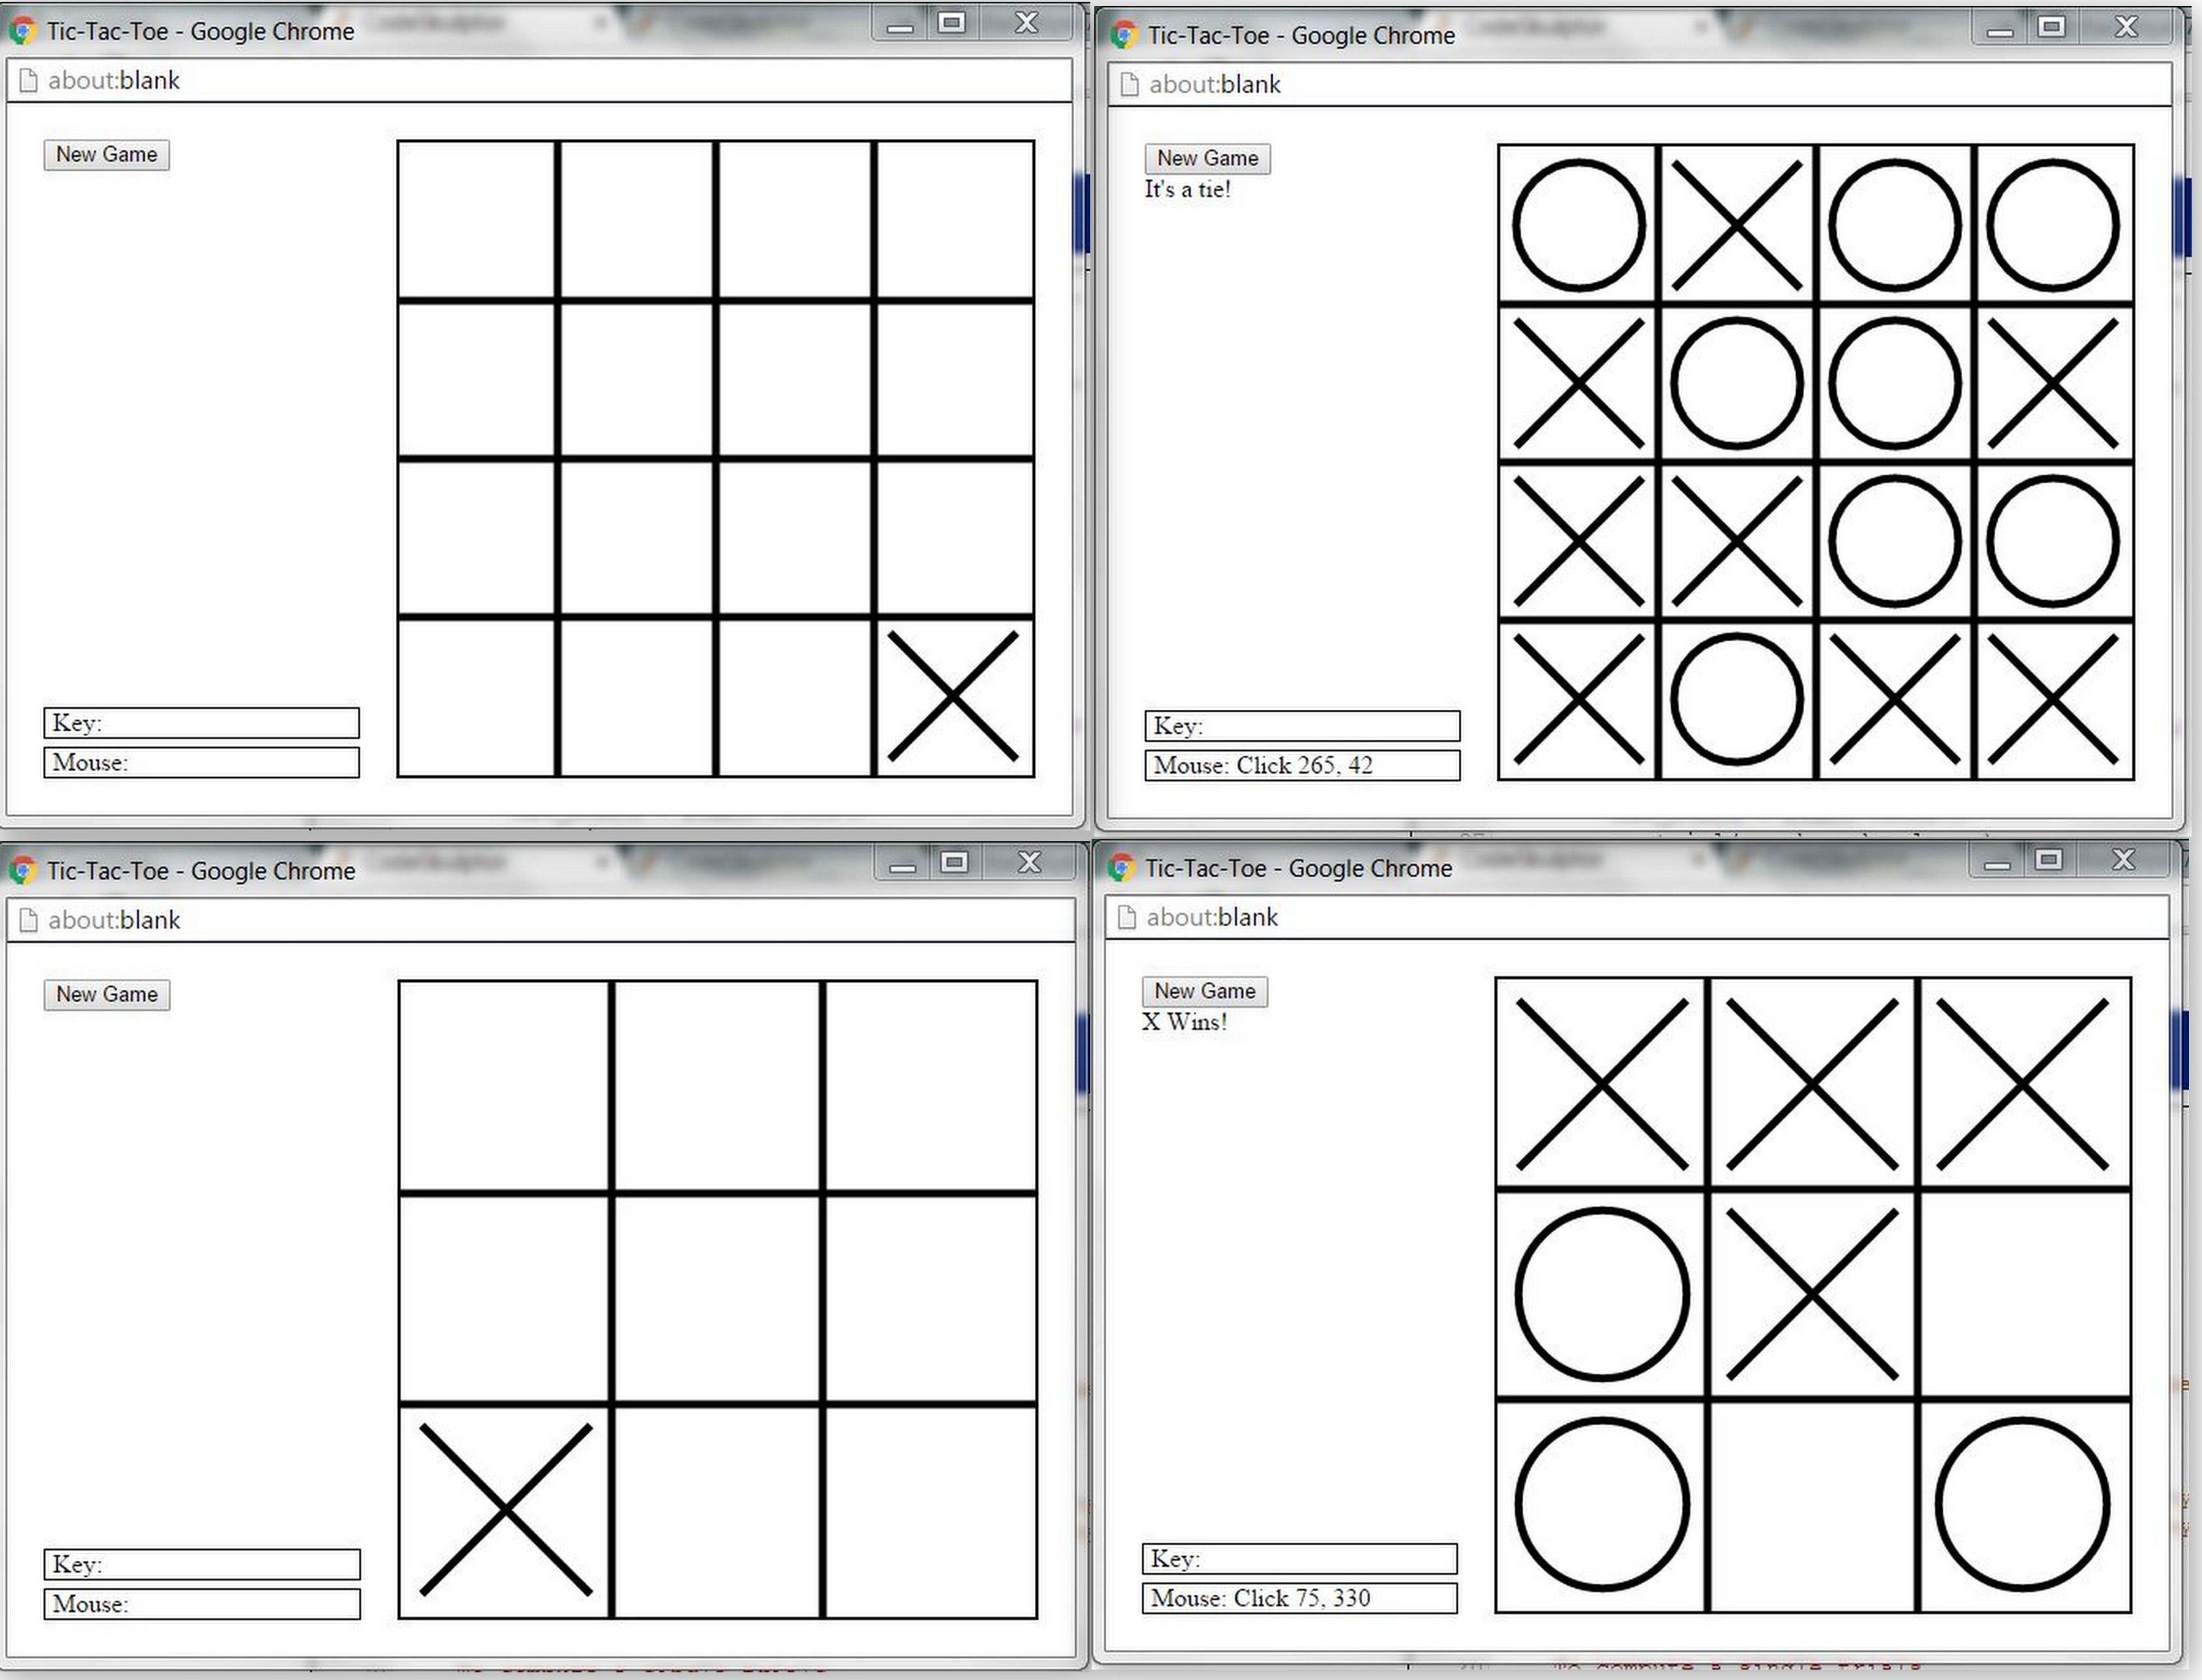 Tic-Tac-Toe - Google Chrome
about:blank
New Game
Key:
Mouse:
Tic-Tac-Toe - Google Chrome
about:blank
New Game
It's a tie!
Key:
Mouse: Click 265, 42
Tic-Tac-Toe - Google Chrome
about:blank
New Game
Key:
Mouse:
Tic-Tac-Toe - Google Chrome
about:blank
New Game
X Wins!
Key:
Mouse: Click 75, 330